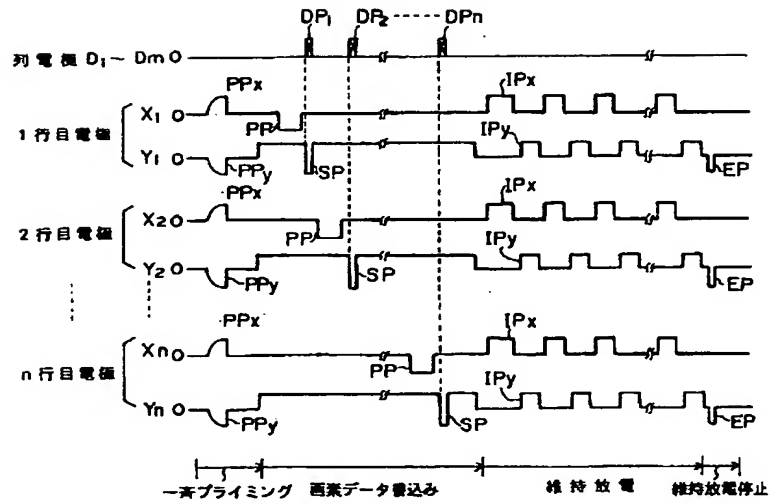 DP1 DP2 DPn
列電極 D1～Dm 0
PPx IPx
X1 0
PP
1行目電極
IPy
Y1 0
PPy SP EP
PPx IPx
X2 0
PP
2行目電極
IPy
Y2 0
PPy SP EP
PPx IPx
Xn 0
PP
n行目電極
IPy
Yn 0
PPy SP EP
一斉プライミング 画素データ書込み 維持放電 維持放電停止